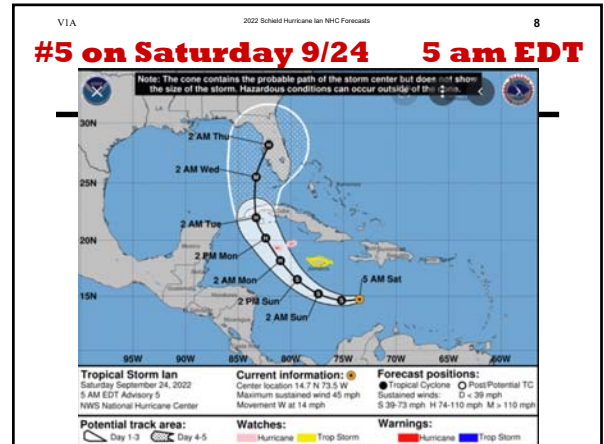 V1A 2022 Schield Hurricane Ian NHC Forecasts 8
#5 on Saturday 9/24 5 am EDT
Note: The cone contains the probable path of the storm center but does not show
the size of the storm. Hazardous conditions can occur outside of the cone.
LA
30N
2 AM Thu
2 AM Wed
25N
Bahamas
2 AM Tue
Cuba
20N
2 PM Mon
Mexico
2 AM Mon
5 AM Sat
2 PM Sun
15N
Guatemala
Honduras
2 AM Sun
Nicaragua
95W 90W 85W 80W 75W 70W 65W 60W
Tropical Storm Ian
Saturday September 24, 2022
5 AM EDT Advisory 5
NWS National Hurricane Center
Current information:
Center location 14.7 N 73.5 W
Maximum sustained wind 45 mph
Movement W at 14 mph
Forecast positions:
Tropical Cyclone Post/Potential TC
Sustained winds: D < 39 mph
S 39-73 mph H 74-110 mph M > 110 mph
Potential track area:
Day 1-3 Day 4-5
Watches:
Hurricane Trop Storm
Warnings:
Hurricane Trop Storm